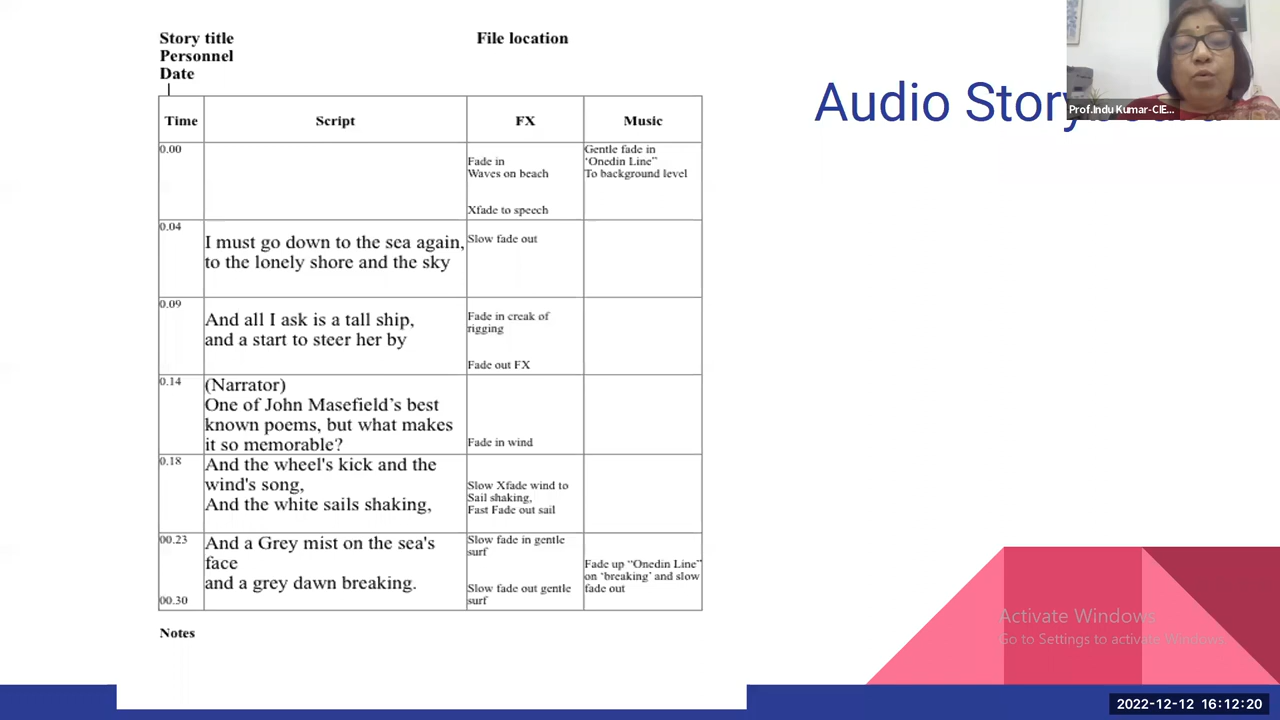 Story title
File location
Personnel
Date
Audio
Prof.Indu Kumar-CIE...
Time Script FX Music
0.00
Fade in
Waves on beach
Xfade to speech
Gentle fade in
‘Onedin Line”
To background level
0.04
I must go down to the sea again,
to the lonely shore and the sky
Slow fade out
0.09
And all I ask is a tall ship,
and a start to steer her by
Fade in creak of
rigging
Fade out FX
0.14
(Narrator)
One of John Masefield’s best
known poems, but what makes
it so memorable?
Fade in wind
0.18
And the wheel's kick and the
wind's song,
And the white sails shaking,
Slow Xfade wind to
Sail shaking,
Fast Fade out sail
00.23
And a Grey mist on the sea's
face
and a grey dawn breaking.
Slow fade in gentle
surf
Slow fade out gentle
surf
Fade up “Onedin Line”
on ‘breaking’ and slow
fade out
00.30
Notes
Activate Windows
Go to Settings to activate Windows.
2022-12-12 16:12:20